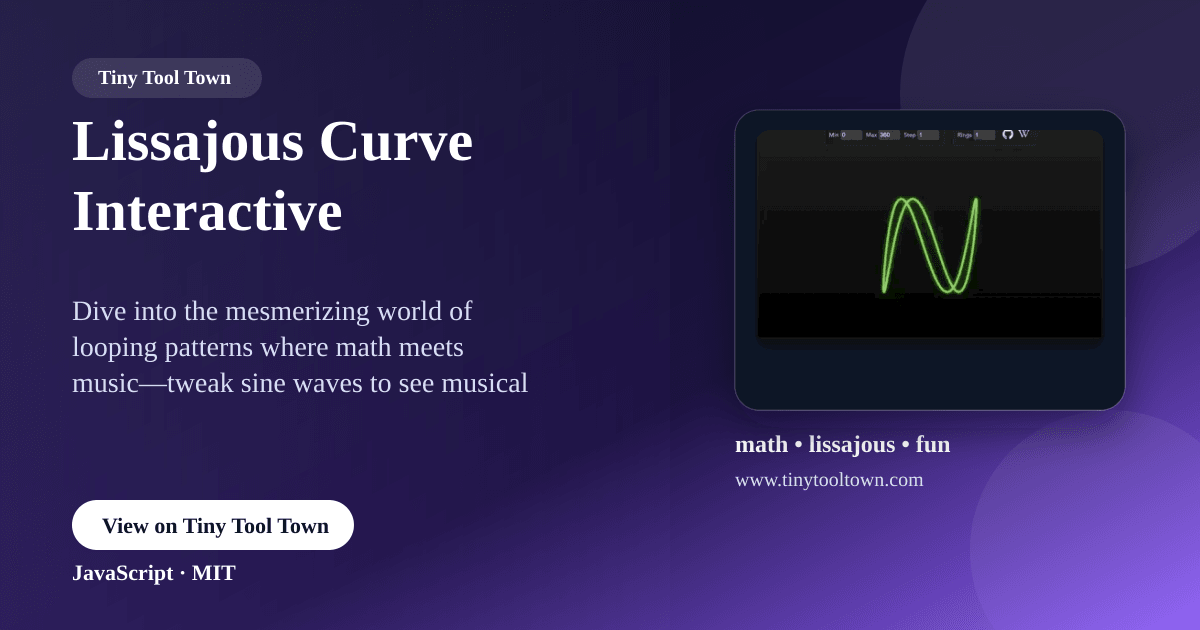 Tiny Tool Town
Lissajous Curve
Interactive
Dive into the mesmerizing world of
looping patterns where math meets
music—tweak sine waves to see musical
View on Tiny Tool Town
JavaScript · MIT
Min 0 Max 360 Step 1 Rings 1 W
math • lissajous • fun
www.tinytooltown.com